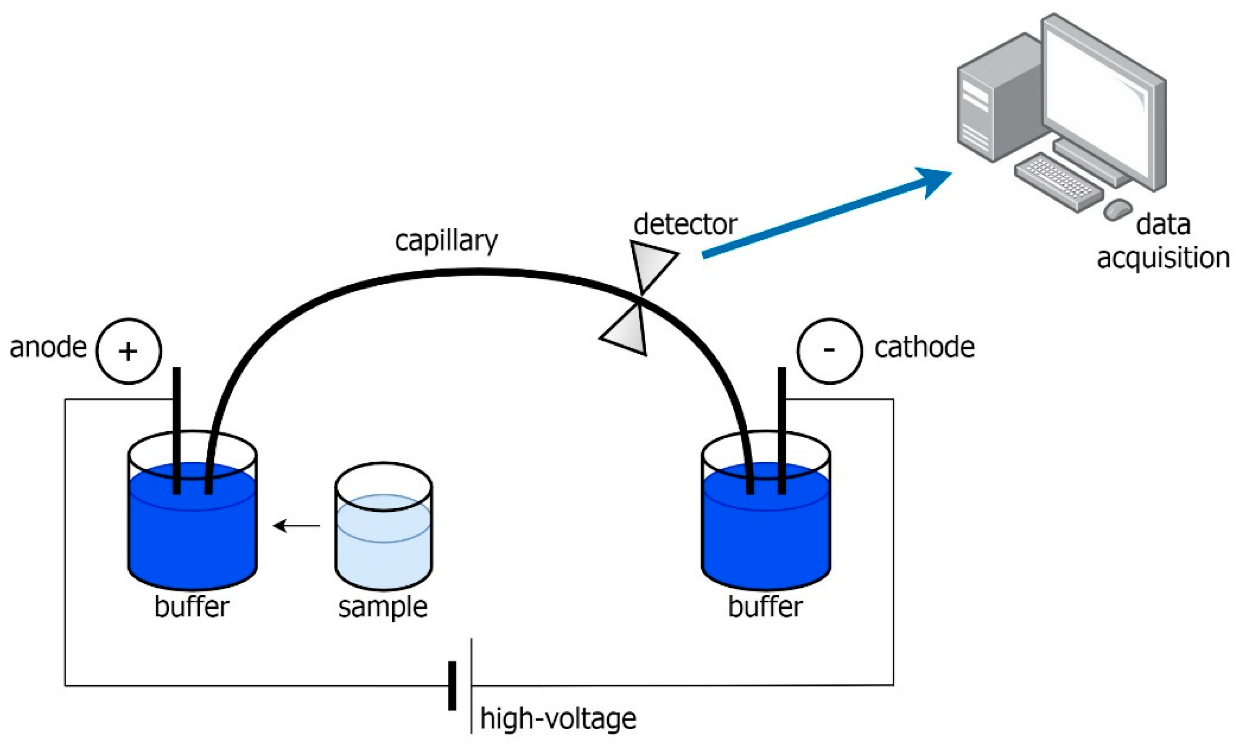 detector
capillary
data
acquisition
anode
+
-
cathode
buffer
sample
buffer
high-voltage